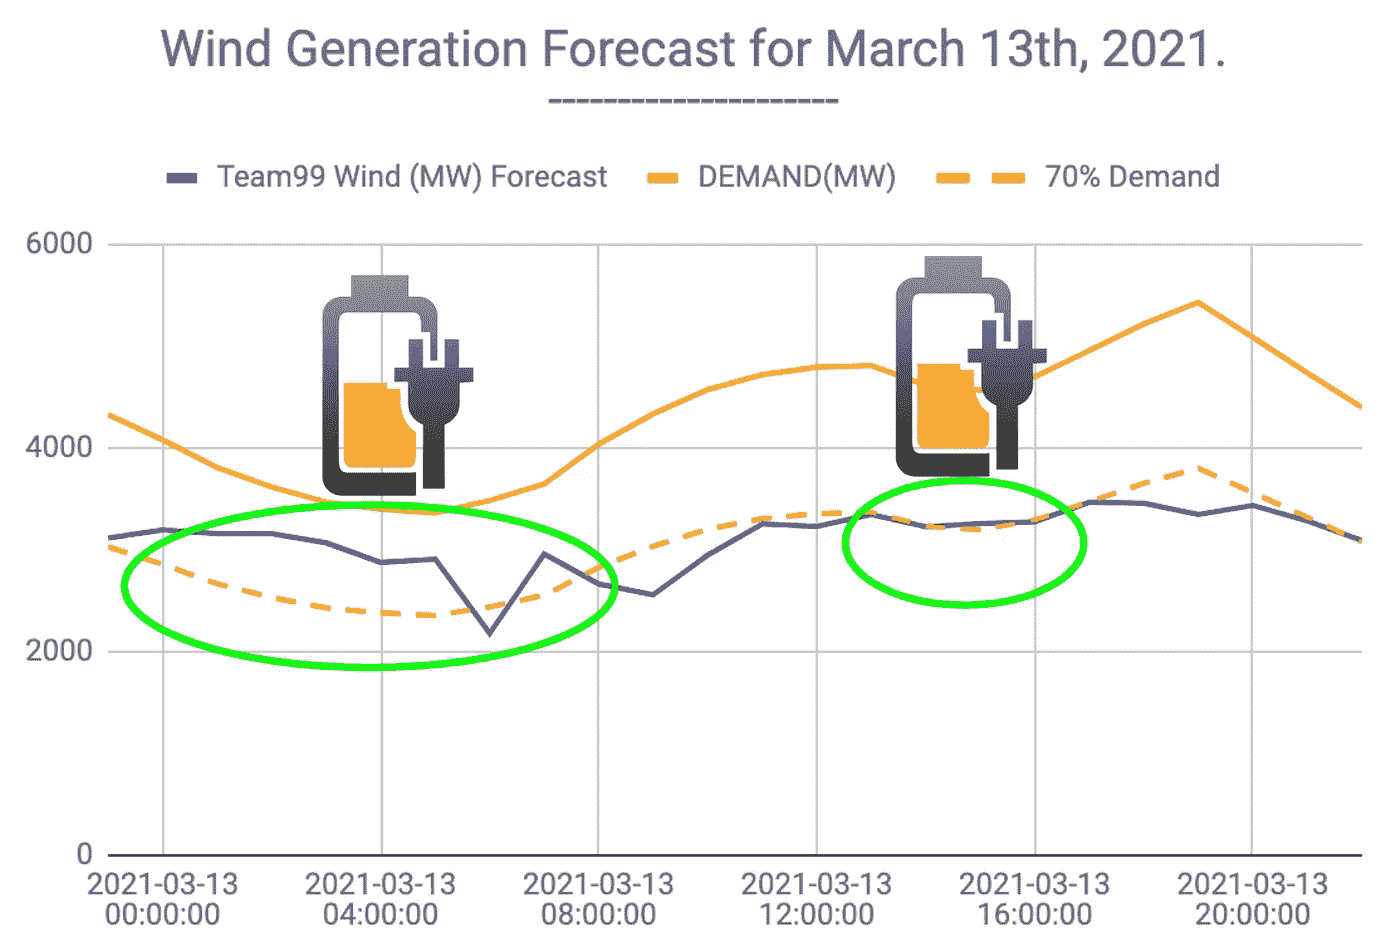 Wind Generation Forecast for March 13th, 2021.
---------------------
Team99 Wind (MW) Forecast DEMAND(MW) 70% Demand
6000
4000
2000
0
2021-03-13 2021-03-13 2021-03-13 2021-03-13 2021-03-13 2021-03-13
00:00:00 04:00:00 08:00:00 12:00:00 16:00:00 20:00:00